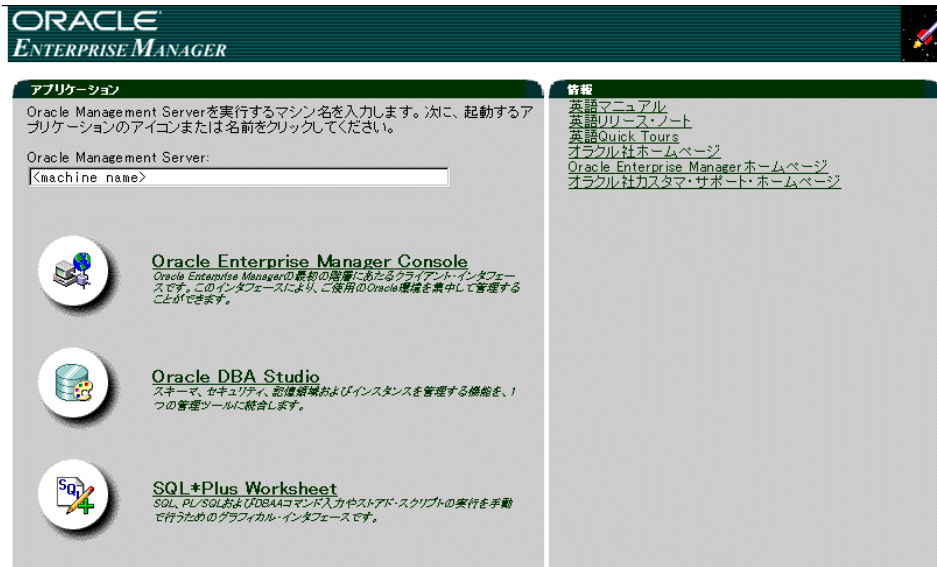 ORACLE
ENTERPRISE MANAGER
アプリケーション
Oracle Management Serverを実行するマシン名を入力します。次に、起動するア
プリケーションのアイコンまたは名前をクリックしてください。
Oracle Management Server:
<machine name>
Oracle Enterprise Manager Console
Oracle Enterprise Managerの最初の階層にあたるクライアント・インタフェー
スです。このインタフェースにより、ご使用のOracle環境を集中して管理する
ことができます。
Oracle DBA Studio
スキーマ、セキュリティ、記憶領域およびインスタンスを管理する機能を、1
つの管理ツールに統合します。
SQL
SQL*Plus Worksheet
SQL、PL/SQLおよびDBAAコマンド入力やストアド・スクリプトの実行を手動
で行うためのグラフィカル・インタフェースです。
情報
英語マニュアル
英語リリース・ノート
英語Quick Tours
オラクル社ホームページ
Oracle Enterprise Managerホームページ
オラクル社カスタマ・サポート・ホームページ